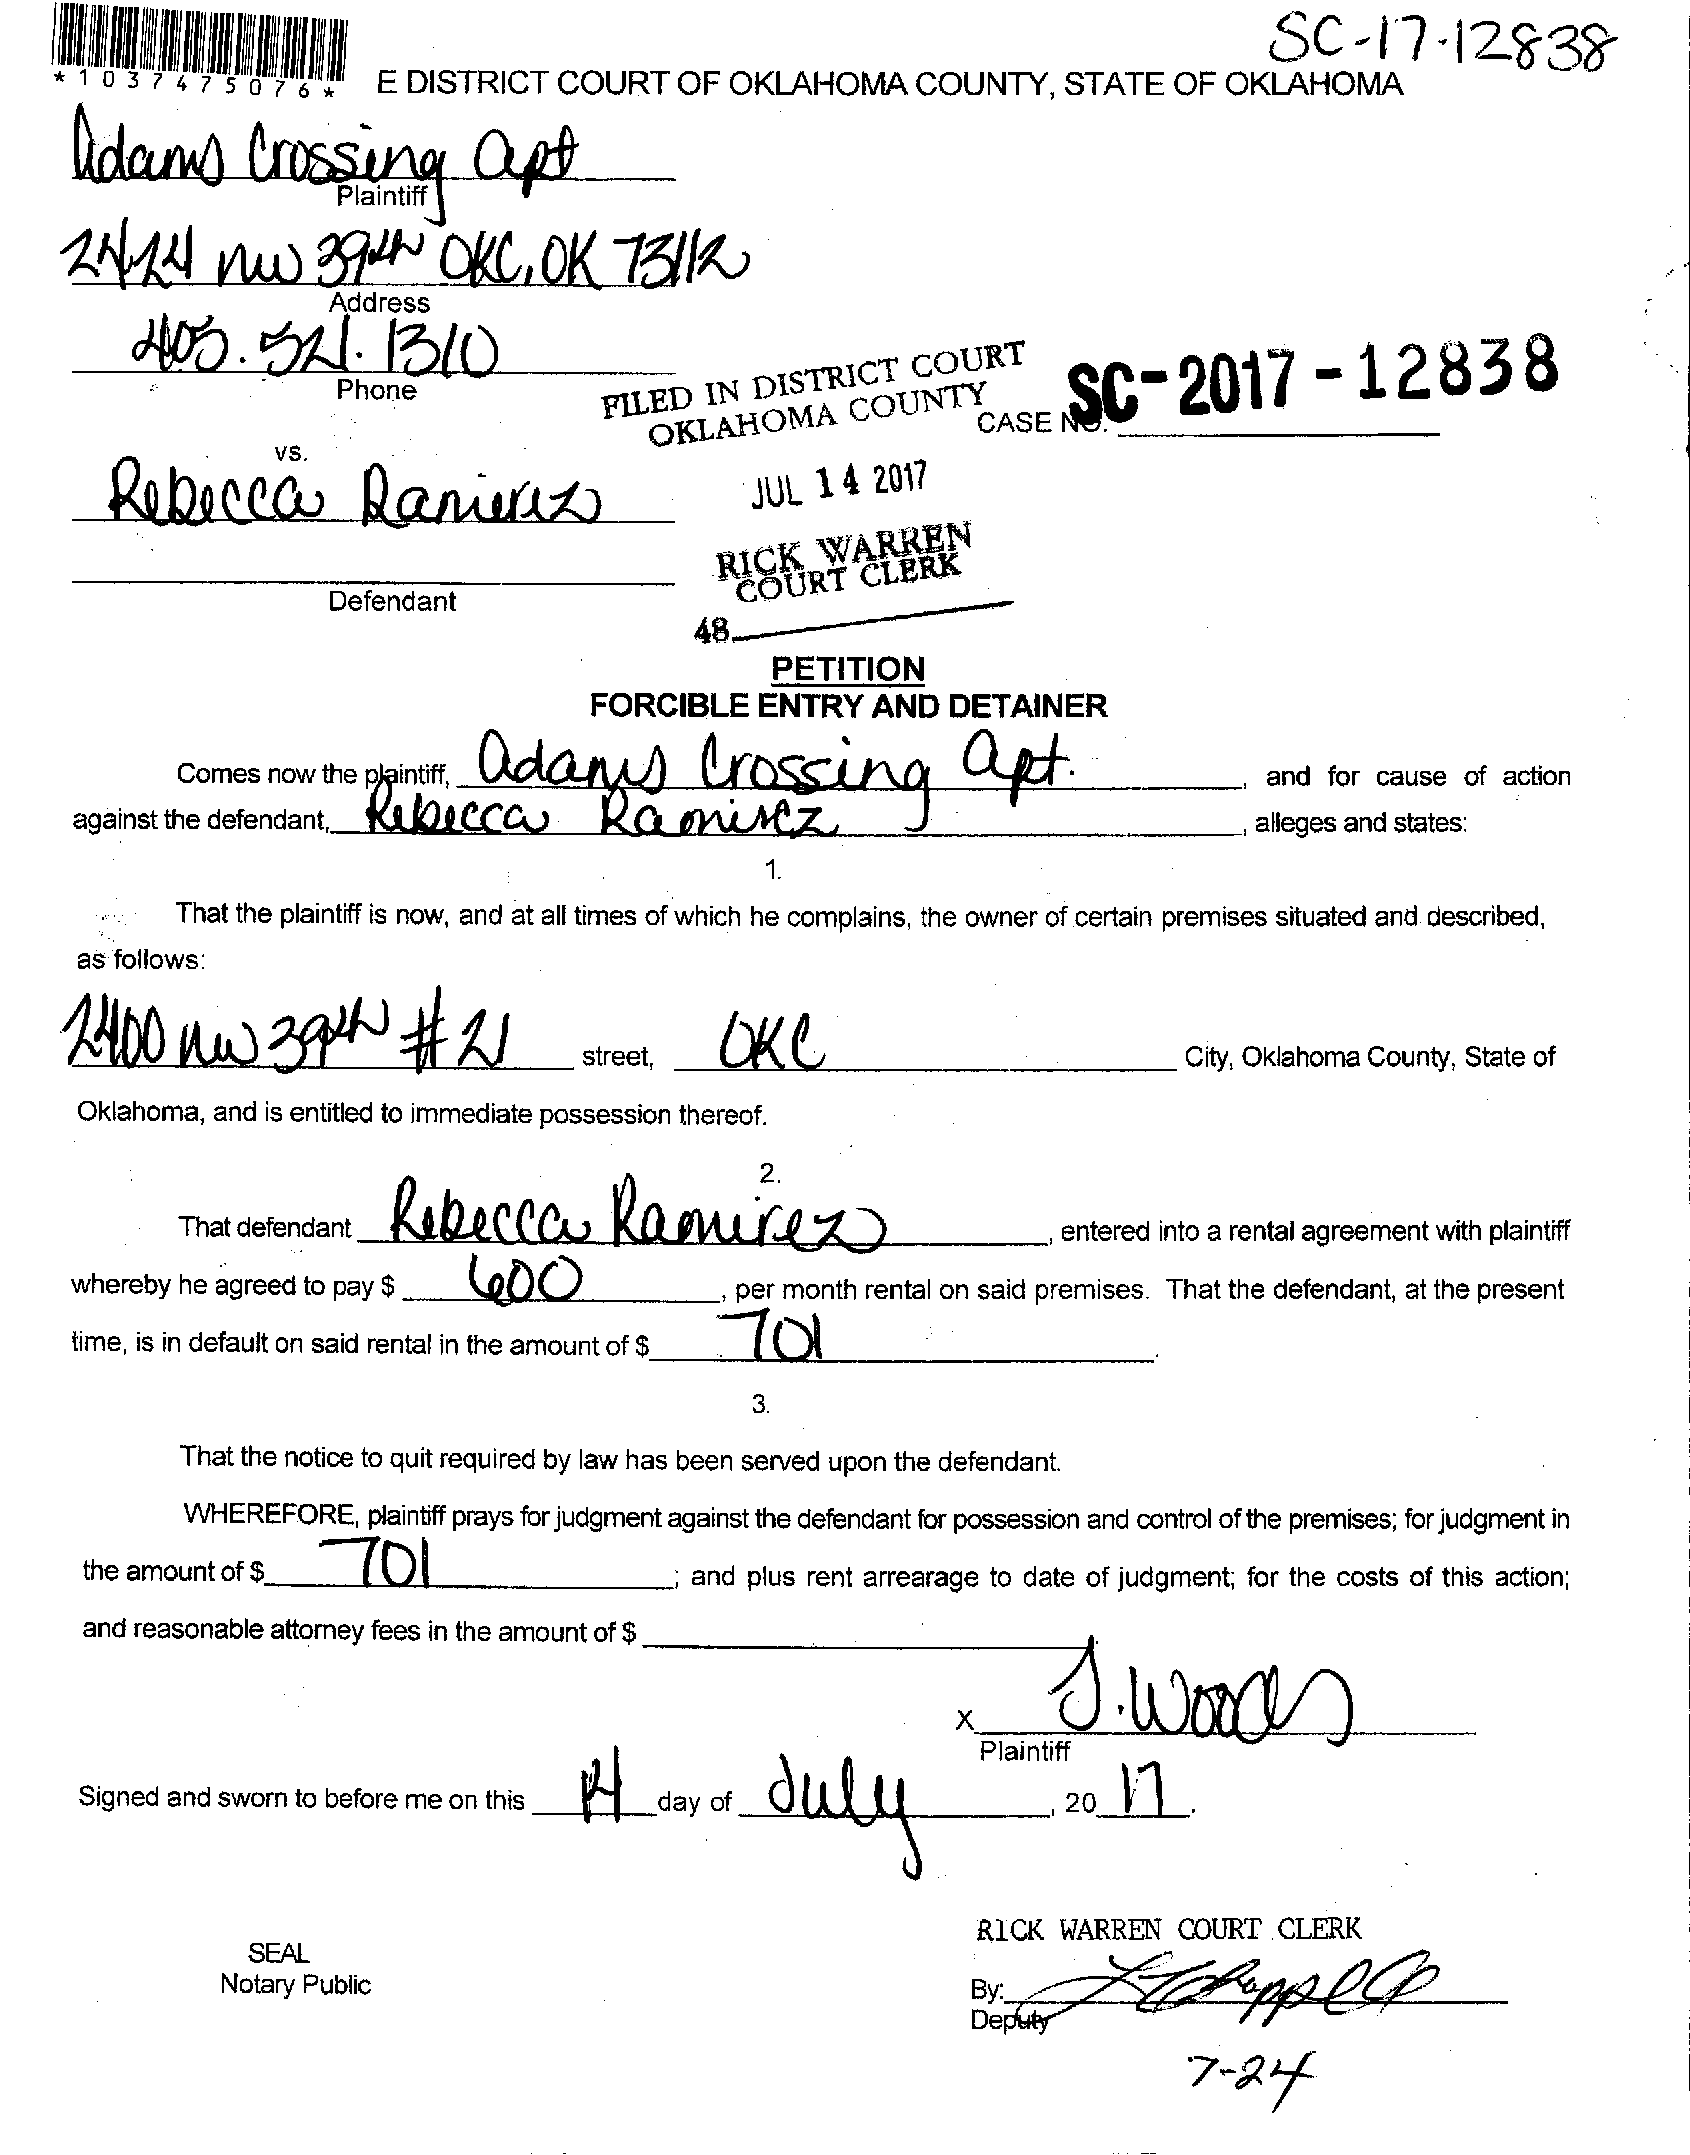 SC-17-12838
*1037475076*
E DISTRICT COURT OF OKLAHOMA COUNTY, STATE OF OKLAHOMA
Adams Crossing Apt
Plaintiff
2424 NW 39th OKC, OK 73112
Address
405.521.1310
Phone
FILED IN DISTRICT COURT
OKLAHOMA COUNTY
CASE NO. SC-2017-12838
vs.
JUL 14 2017
Rebecca Ramirez
RICK WARREN
COURT CLERK
Defendant
48
PETITION
FORCIBLE ENTRY AND DETAINER
Comes now the plaintiff, Adams Crossing Apt. , and for cause of action
against the defendant, Rebecca Ramirez , alleges and states:
1.
That the plaintiff is now, and at all times of which he complains, the owner of certain premises situated and described,
as follows:
2400 NW 39th #21 street, OKC City, Oklahoma County, State of
Oklahoma, and is entitled to immediate possession thereof.
2.
That defendant Rebecca Ramirez , entered into a rental agreement with plaintiff
whereby he agreed to pay $ 600 , per month rental on said premises. That the defendant, at the present
time, is in default on said rental in the amount of $ 701 .
3.
That the notice to quit required by law has been served upon the defendant.
WHEREFORE, plaintiff prays for judgment against the defendant for possession and control of the premises; for judgment in
the amount of $ 701 ; and plus rent arrearage to date of judgment; for the costs of this action;
and reasonable attorney fees in the amount of $
x J. Woods
Plaintiff
Signed and sworn to before me on this 14 day of July , 20 17.
RICK WARREN COURT CLERK
SEAL
Notary Public
By:
Deputy
7-24